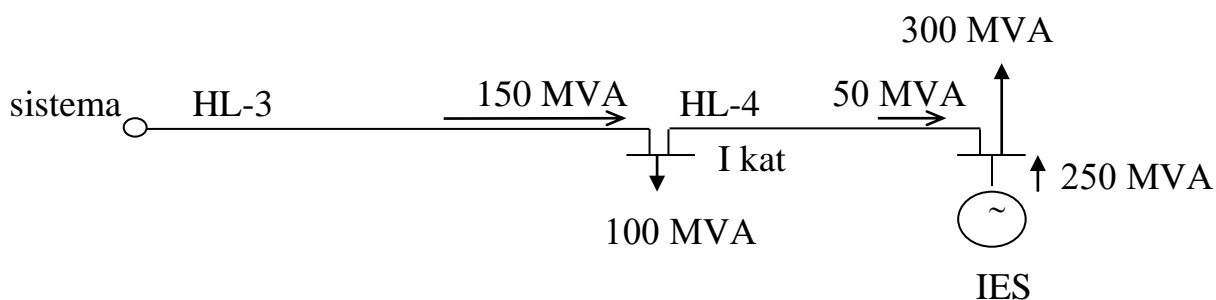 300 MVA
sistema
HL-3
150 MVA
HL-4
50 MVA
I kat
250 MVA
100 MVA
~
IES